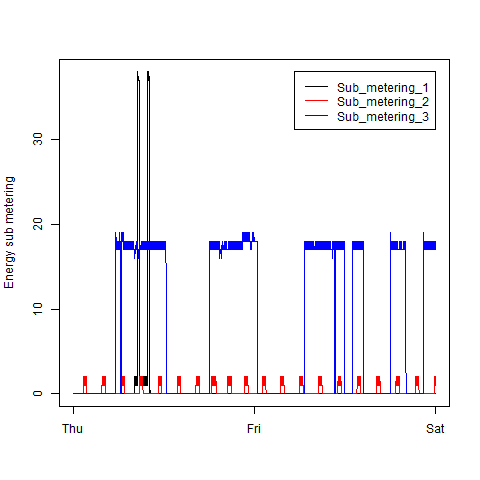 Sub_metering_1
Sub_metering_2
Sub_metering_3
Energy sub metering
30
20
10
0
Thu
Fri
Sat